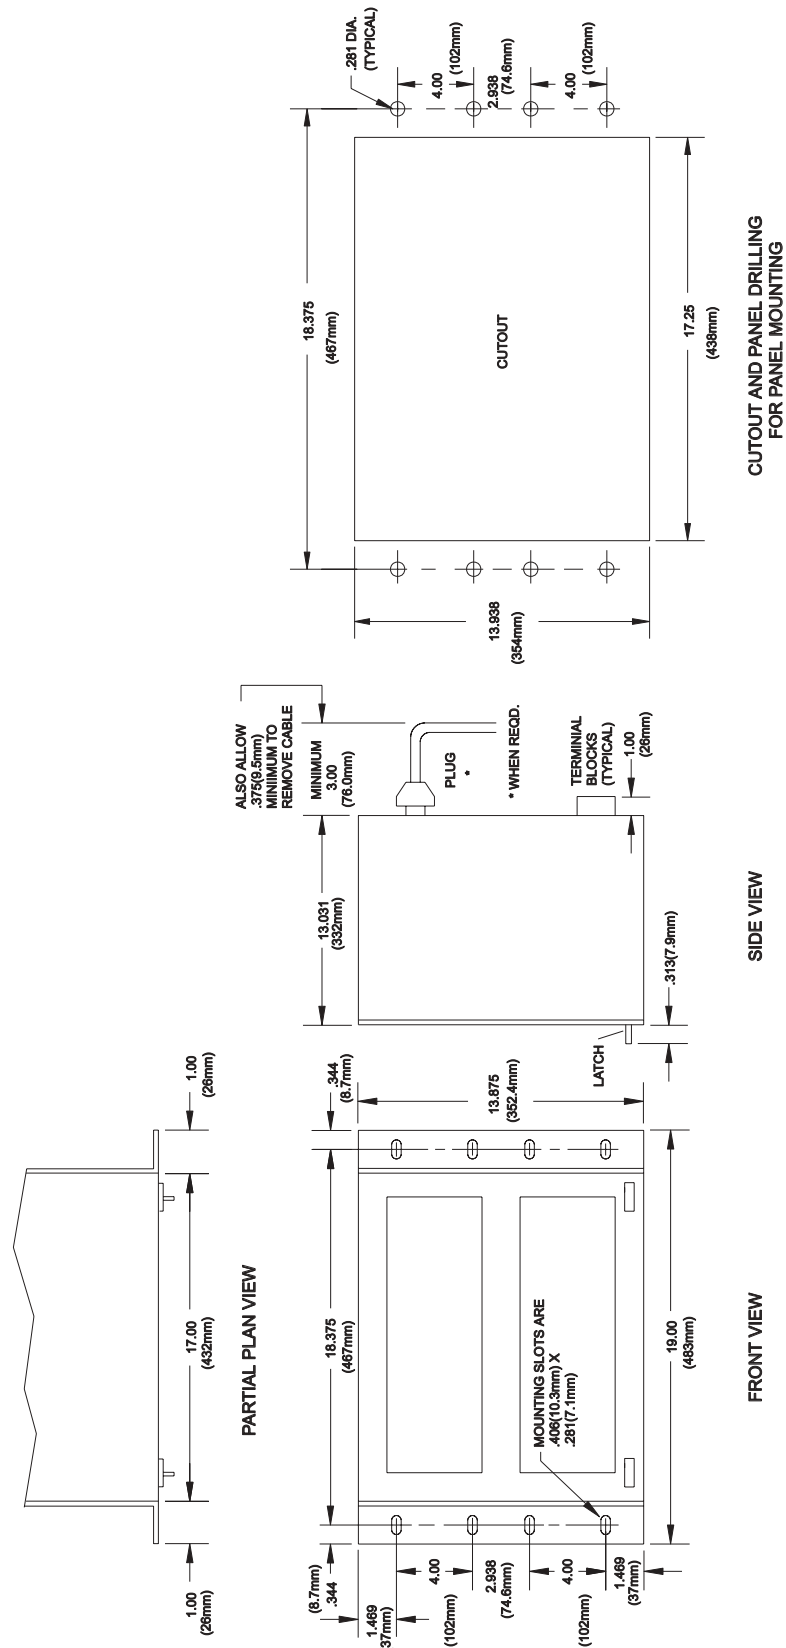 1.00
(26mm)
17.00
(432mm)
1.00
(26mm)
PARTIAL PLAN VIEW
(8.7mm)
.344
18.375
(467mm)
.344
(8.7mm)
1.469
37mm)
4.00
(102mm)
2.938
(74.6mm)
4.00
(102mm)
1.469
(37mm)
MOUNTING SLOTS ARE
.406(10.3mm) X
.281(7.1mm)
13.875
(352.4mm)
19.00
(483mm)
FRONT VIEW
13.031
(332mm)
ALSO ALLOW
.375(9.5mm)
MINIIMUM TO
REMOVE CABLE
MINIMUM
3.00
(76.0mm)
PLUG
*
* WHEN REQD.
TERMINIAL
BLOCKS
(TYPICAL)
1.00
(26mm)
LATCH
.313(7.9mm)
SIDE VIEW
18.375
(467mm)
.281 DIA.
(TYPICAL)
4.00
(102mm)
2.938
(74.6mm)
4.00
(102mm)
CUTOUT
13.938
(354mm)
17.25
(438mm)
CUTOUT AND PANEL DRILLING
FOR PANEL MOUNTING